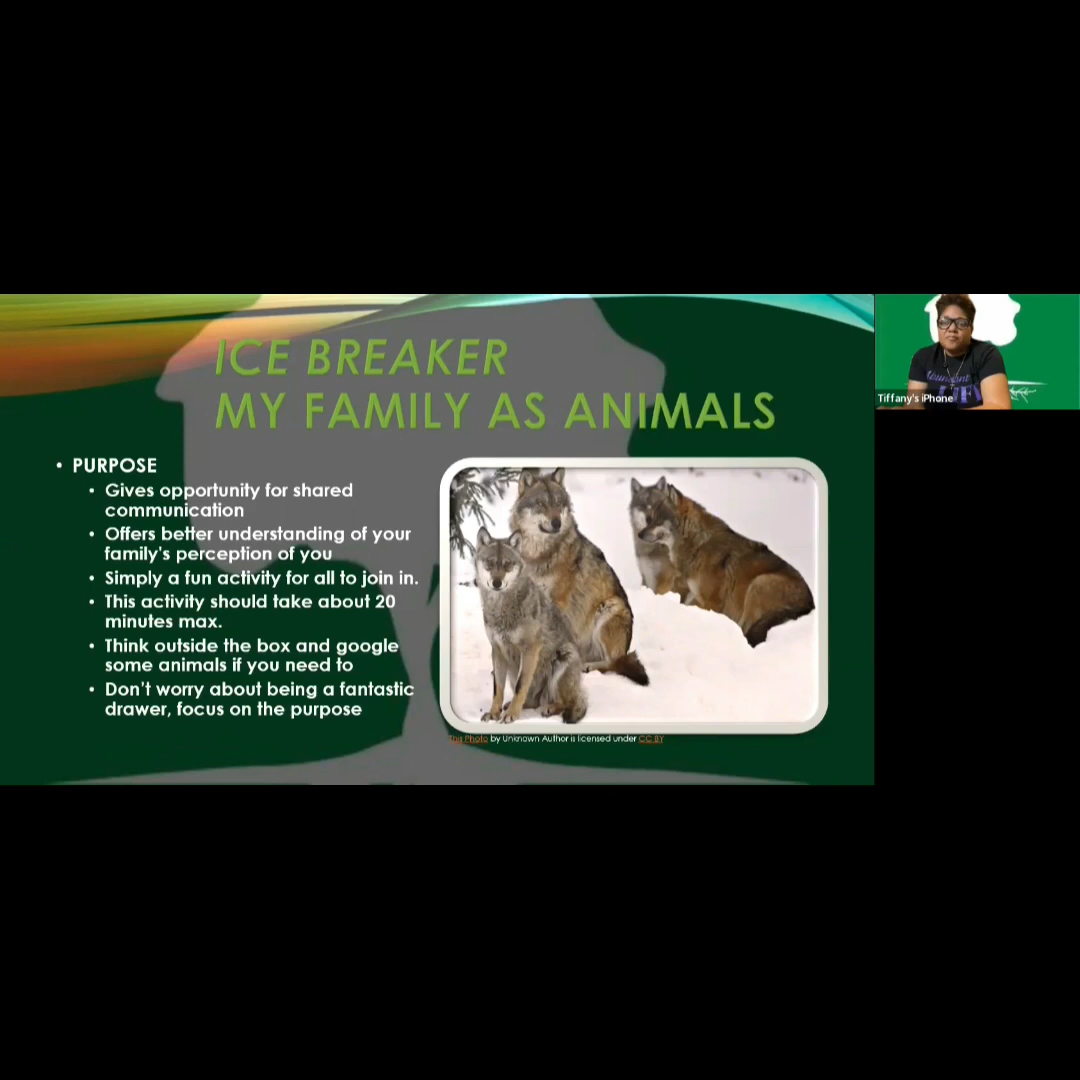 ICE BREAKER
MY FAMILY AS ANIMALS
• PURPOSE
• Gives opportunity for shared
communication
• Offers better understanding of your
family's perception of you
• Simply a fun activity for all to join in.
• This activity should take about 20
minutes max.
• Think outside the box and google
some animals if you need to
• Don't worry about being a fantastic
drawer, focus on the purpose
This Photo by Unknown Author is licensed under CC BY
Tiffany's iPhone